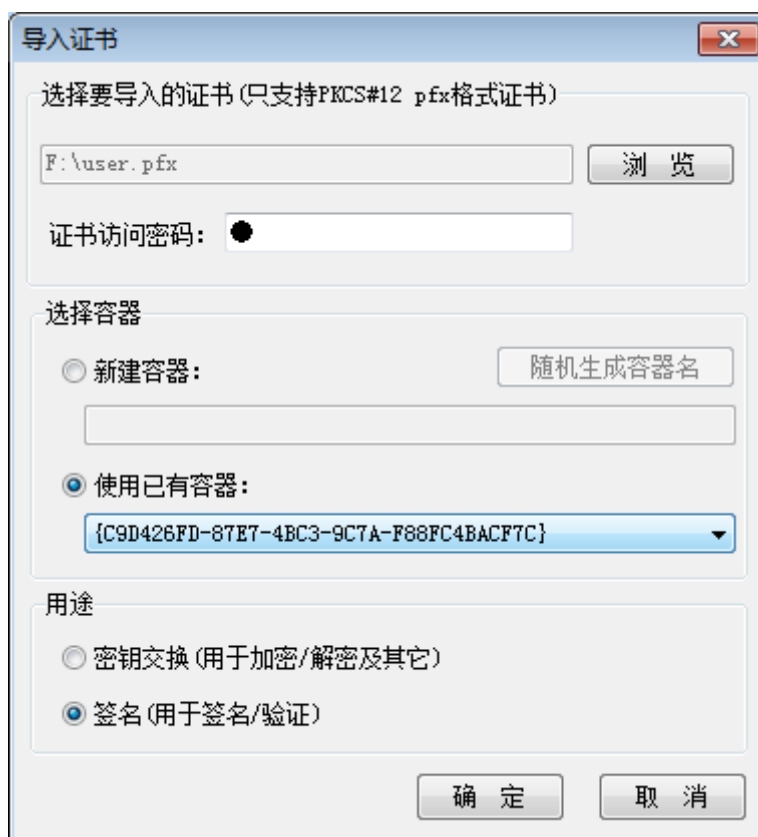 导入证书
选择要导入的证书(只支持PKCS#12 pfx格式证书)
F:\user.pfx
浏 览
证书访问密码:
选择容器
新建容器:
随机生成容器名
使用已有容器:
{C9D426FD-87E7-4BC3-9C7A-F88FC4BACF7C}
用途
密钥交换(用于加密/解密及其它)
签名(用于签名/验证)
确 定
取 消